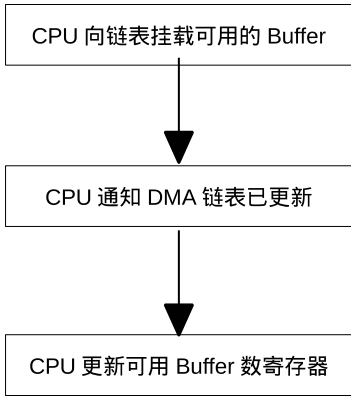 CPU 向链表挂载可用的 Buffer
CPU 通知 DMA 链表已更新
CPU 更新可用 Buffer 数寄存器